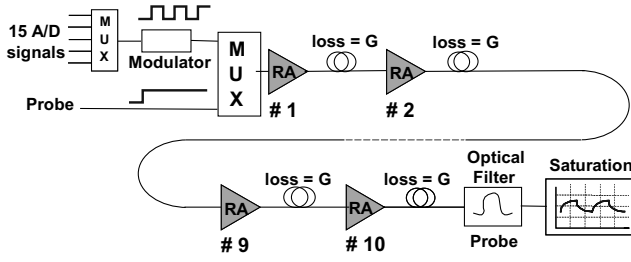 15 A/D
signals
M
U
X
Modulator
Probe
M
U
X
RA
# 1
loss = G
RA
# 2
loss = G
RA
# 9
loss = G
RA
# 10
loss = G
Optical
Filter
Probe
Saturation